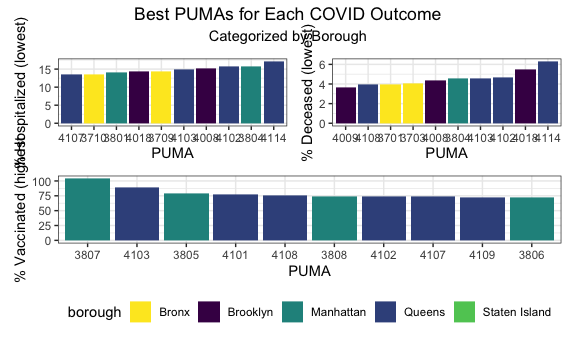 Best PUMAs for Each COVID Outcome
Categorized by Borough
% Hospitalized (lowest)
15
10
5
0
4107 3710 3801 4018 3709 4103 4008 4102 3804 4114
PUMA
% Deceased (lowest)
6
4
2
0
4009 4108 3701 3703 4008 3804 4103 4102 4018 4114
PUMA
% Vaccinated (highest)
100
75
50
25
0
3807 4103 3805 4101 4108 3808 4102 4107 4109 3806
PUMA
borough Bronx Brooklyn Manhattan Queens Staten Island